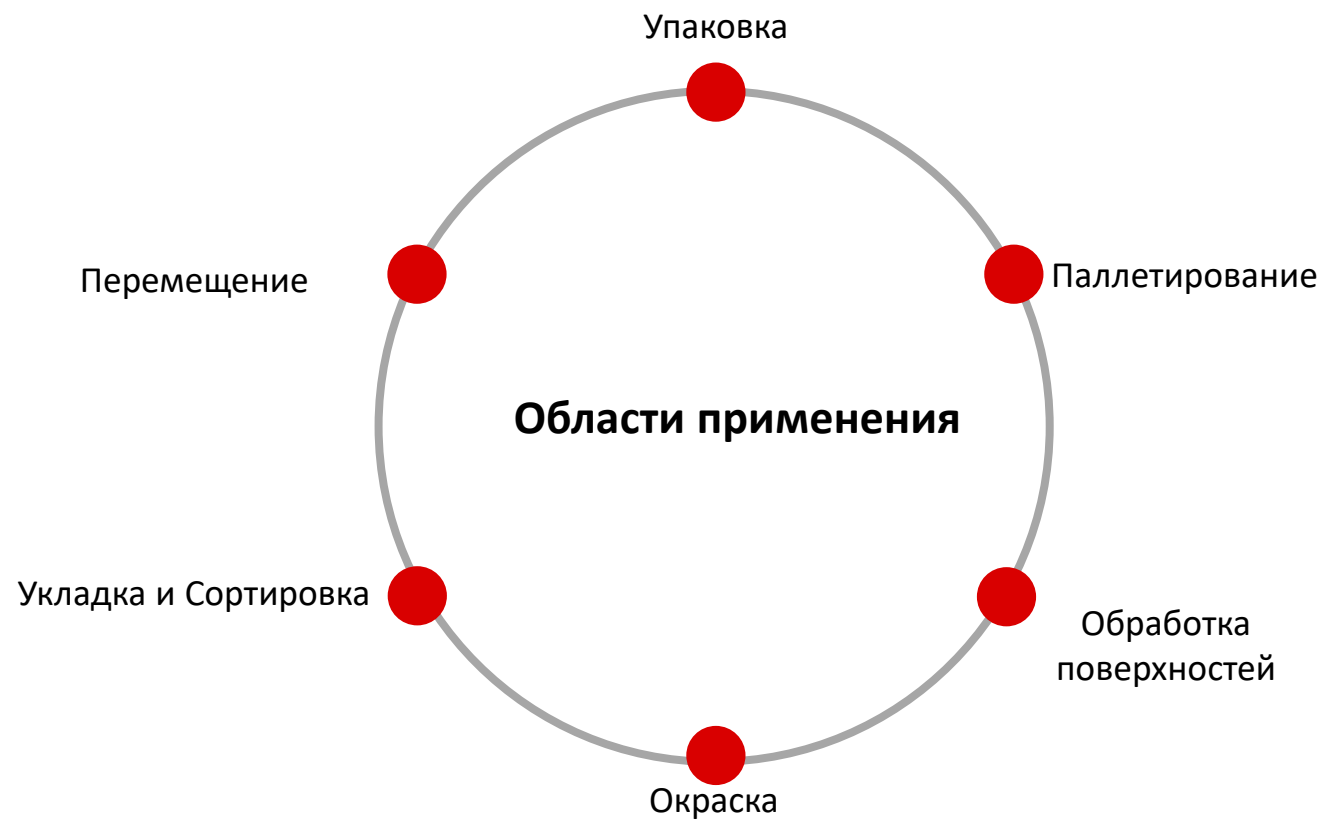 Упаковка
Перемещение
Паллетирование
Области применения
Укладка и Сортировка
Обработка
поверхностей
Окраска